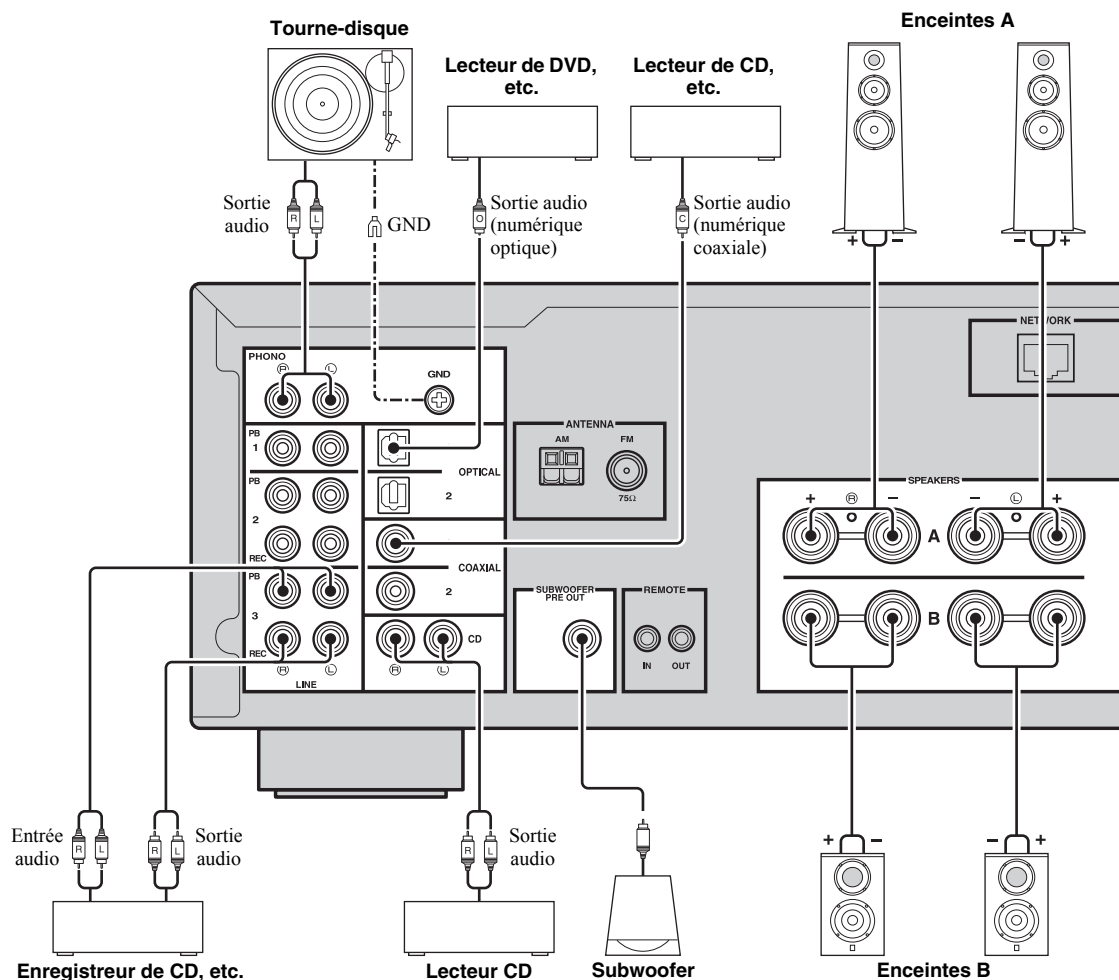 Tourne-disque
Enceintes A
Lecteur de DVD,
etc.
Lecteur de CD,
etc.
Sortie
audio
R
L
GND
O
Sortie audio
(numérique
optique)
C
Sortie audio
(numérique
coaxiale)
+
−
−
+
NETWORK
PHONO
R
L
GND
ANTENNA
AM
FM
75Ω
PB
1
OPTICAL
PB
2
2
REC
COAXIAL
PB
2
3
CD
REC
R
L
R
L
LINE
SUBWOOFER
PRE OUT
REMOTE
IN
OUT
SPEAKERS
+
R
−
−
L
+
A
B
Entrée
audio
R
L
R
L
Sortie
audio
R
L
Sortie
audio
+
−
−
+
Enregistreur de CD, etc.
Lecteur CD
Subwoofer
Enceintes B